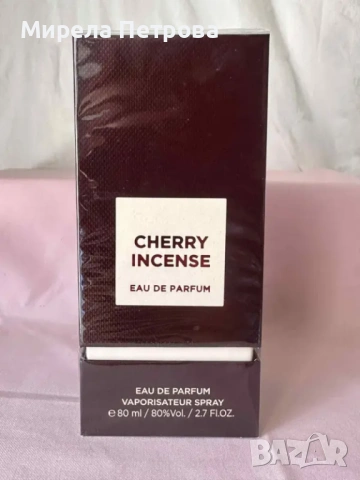 Мирела Петрова
CHERRY
INCENSE
EAU DE PARFUM
EAU DE PARFUM
VAPORISATEUR SPRAY
℮ 80 ml / 80%Vol. / 2.7 Fl.OZ.
BAZAR